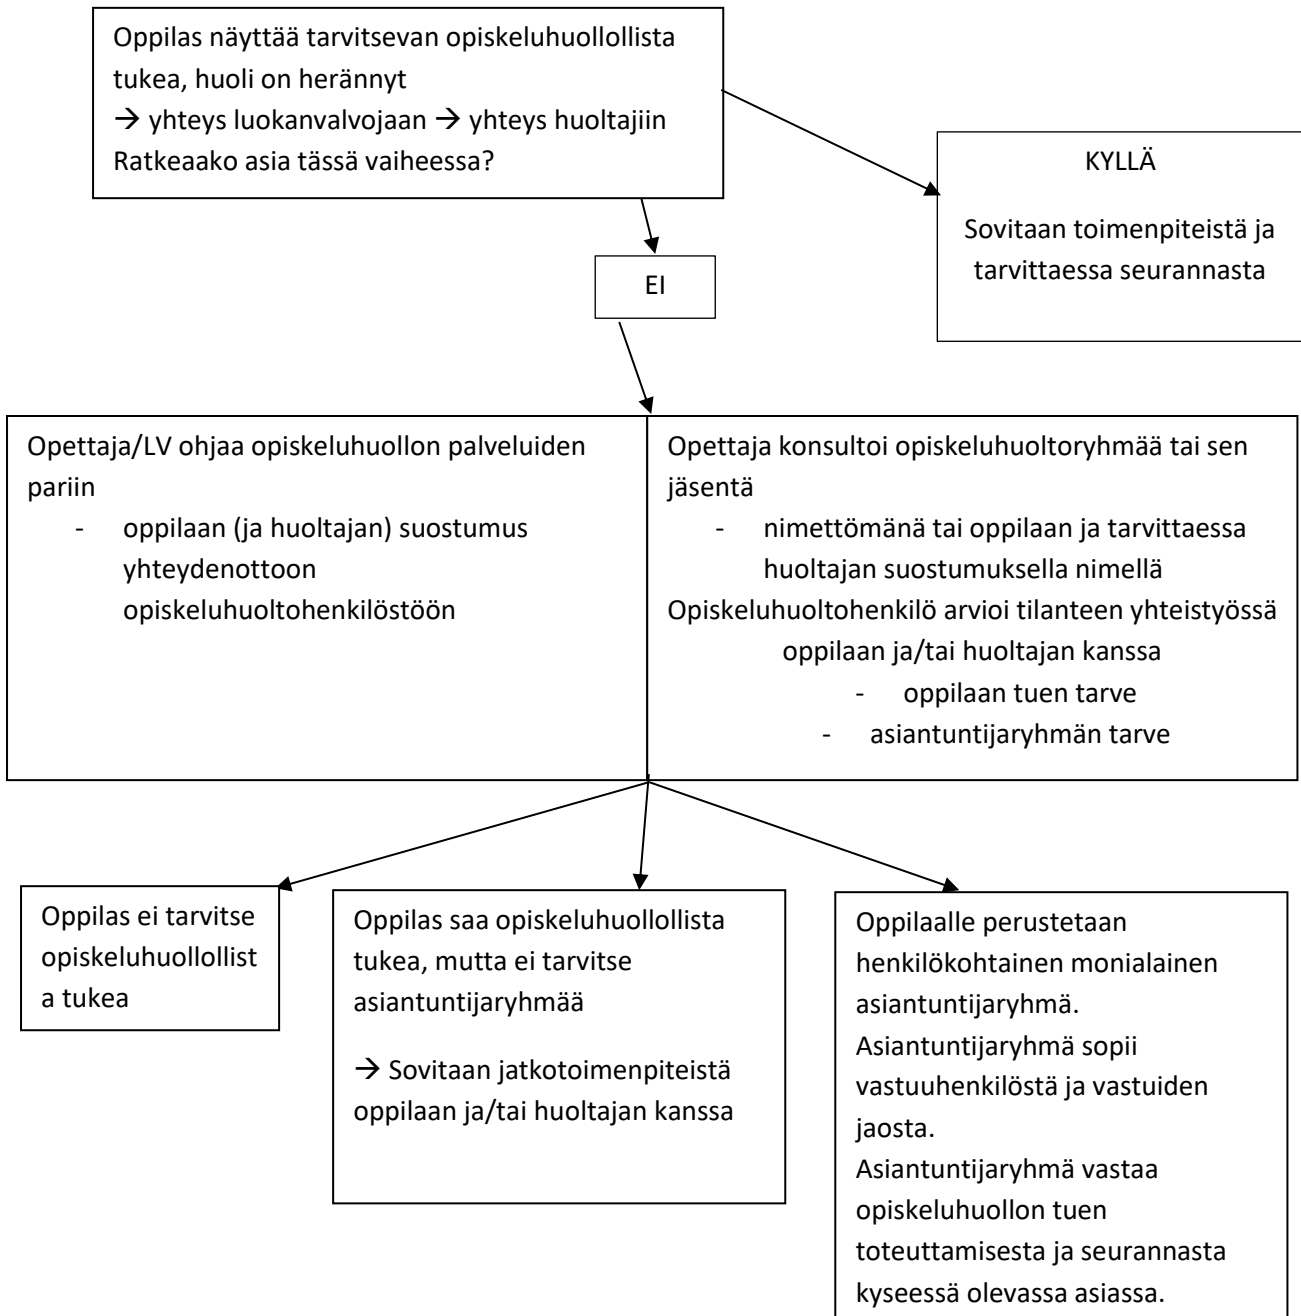 Oppilas näyttää tarvitsevan opiskeluhuollollista
tukea, huoli on herännyt
→ yhteys luokanvalvojaan → yhteys huoltajiin
Ratkeaako asia tässä vaiheessa?
KYLLÄ
Sovitaan toimenpiteistä ja
tarvittaessa seurannasta
EI
Opettaja/LV ohjaa opiskeluhuollon palveluiden
pariin
- oppilaan (ja huoltajan) suostumus
yhteydenottoon
opiskeluhuoltohenkilöstöön
Opettaja konsultoi opiskeluhuoltoryhmää tai sen
jäsentä
- nimettömänä tai oppilaan ja tarvittaessa
huoltajan suostumuksella nimellä
Opiskeluhuoltohenkilö arvioi tilanteen yhteistyössä
oppilaan ja/tai huoltajan kanssa
- oppilaan tuen tarve
- asiantuntijaryhmän tarve
Oppilas ei tarvitse
opiskeluhuollollist
a tukea
Oppilas saa opiskeluhuollollista
tukea, mutta ei tarvitse
asiantuntijaryhmää
→ Sovitaan jatkotoimenpiteistä
oppilaan ja/tai huoltajan kanssa
Oppilaalle perustetaan
henkilökohtainen monialainen
asiantuntijaryhmä.
Asiantuntijaryhmä sopii
vastuuhenkilöstä ja vastuiden
jaosta.
Asiantuntijaryhmä vastaa
opiskeluhuollon tuen
toteuttamisesta ja seurannasta
kyseessä olevassa asiassa.